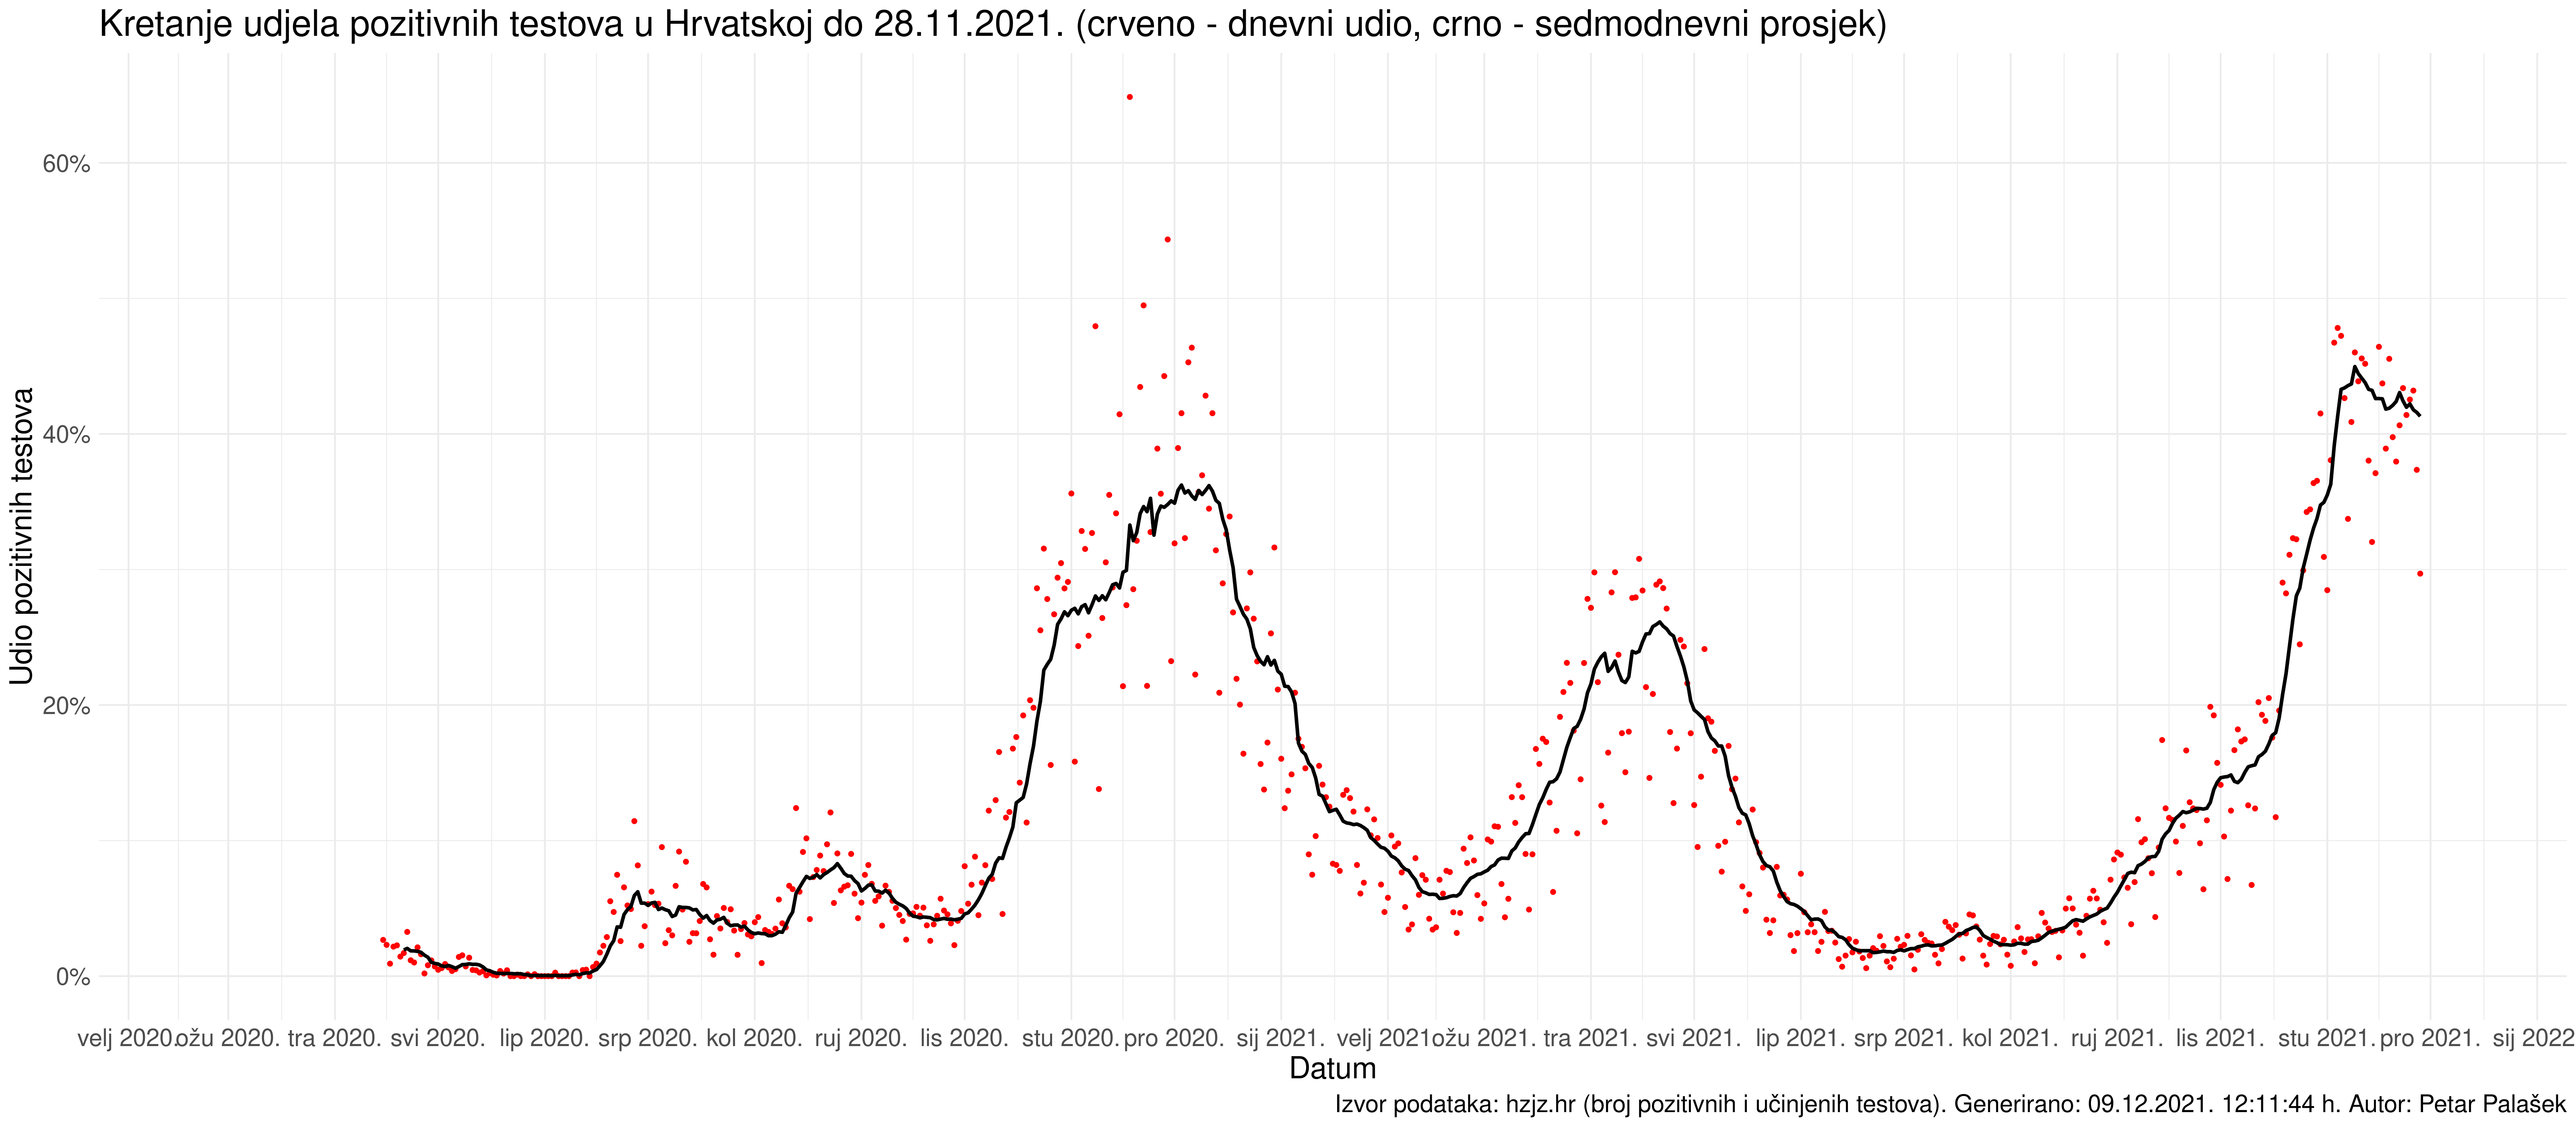 Kretanje udjela pozitivnih testova u Hrvatskoj do 28.11.2021. (crveno - dnevni udio, crno - sedmodnevni prosjek)
Udio pozitivnih testova
60%
40%
20%
0%
velj 2020. ožu 2020. tra 2020. svi 2020. lip 2020. srp 2020. kol 2020. ruj 2020. lis 2020. stu 2020. pro 2020. sij 2021. velj 2021. ožu 2021. tra 2021. svi 2021. lip 2021. srp 2021. kol 2021. ruj 2021. lis 2021. stu 2021. pro 2021. sij 2022
Datum
Izvor podataka: hzjz.hr (broj pozitivnih i učinjenih testova). Generirano: 09.12.2021. 12:11:44 h. Autor: Petar Palašek